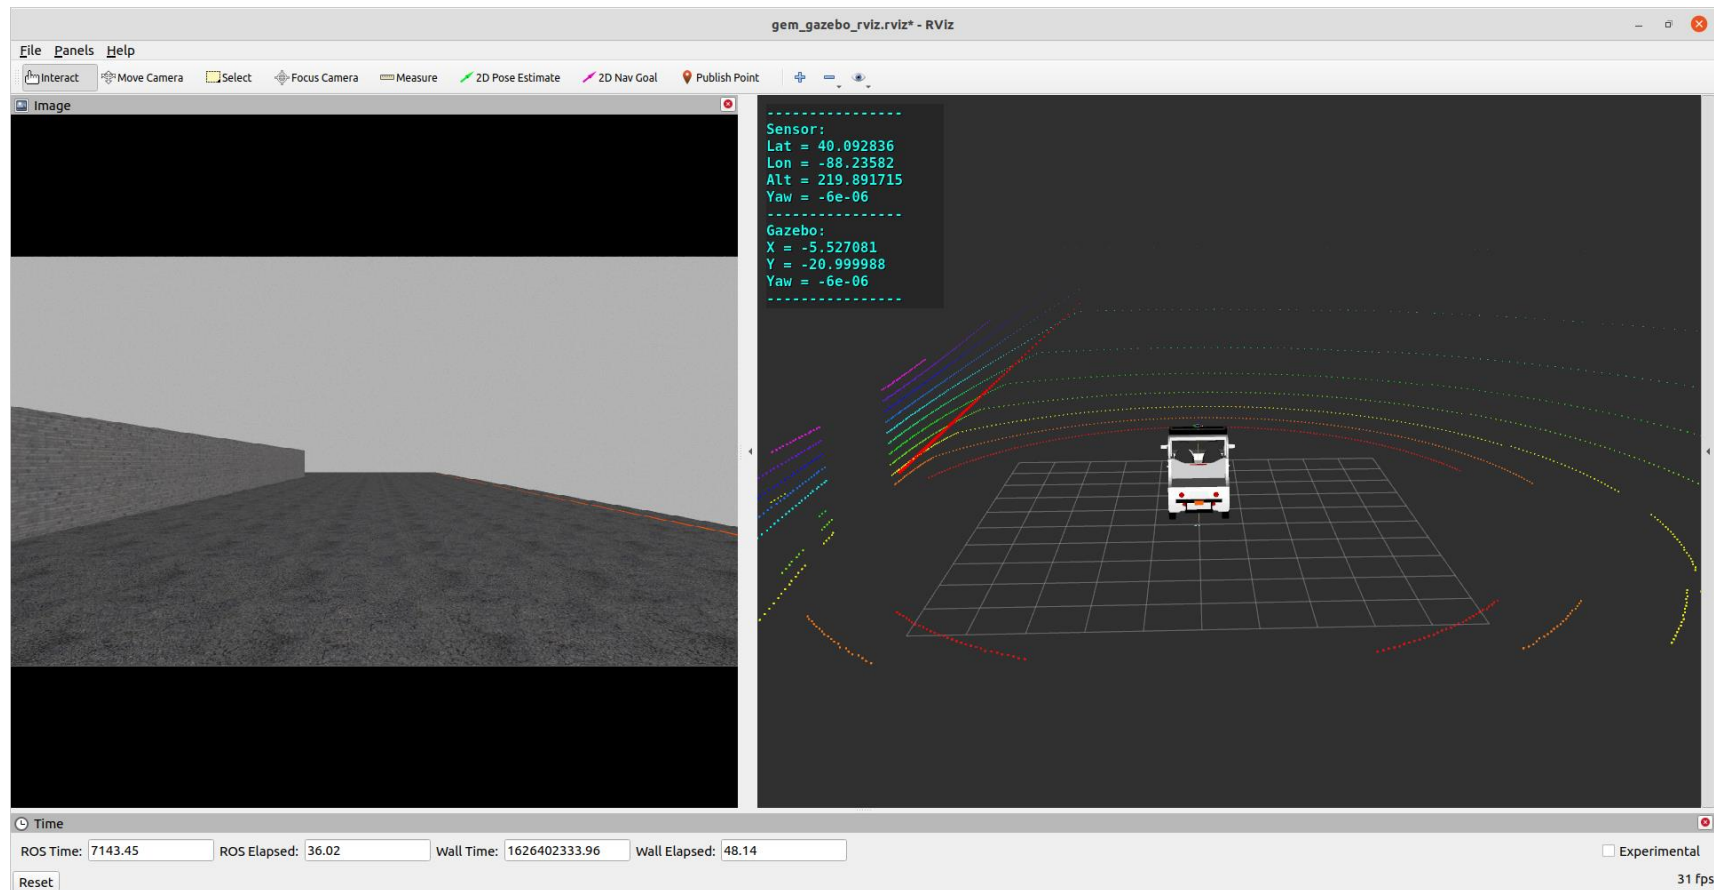 gem_gazebo_rviz.rviz* - RViz
File Panels Help
Interact Move Camera Select Focus Camera Measure 2D Pose Estimate 2D Nav Goal Publish Point
Image
----------------
Sensor:
Lat = 40.092836
Lon = -88.23582
Alt = 219.891715
Yaw = -6e-06
----------------
Gazebo:
X = -5.527081
Y = -20.999988
Yaw = -6e-06
----------------
Time
ROS Time: 7143.45 ROS Elapsed: 36.02 Wall Time: 1626402333.96 Wall Elapsed: 48.14 Experimental
Reset 31 fps